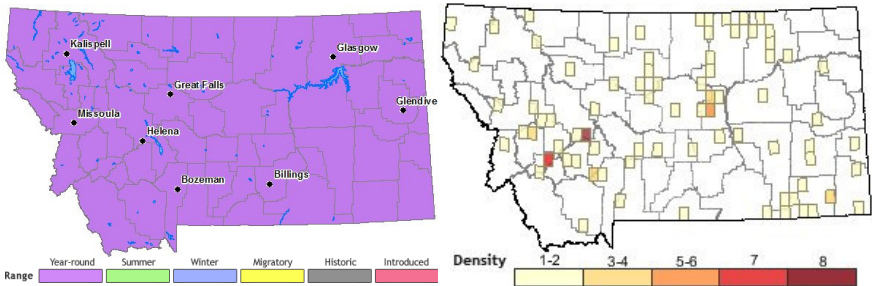 Kalispell
Glasgow
Great Falls
Glendive
Missoula
Helena
Bozeman
Billings
Range
Year-round Summer Winter Migratory Historic Introduced
Density
1-2 3-4 5-6 7 8